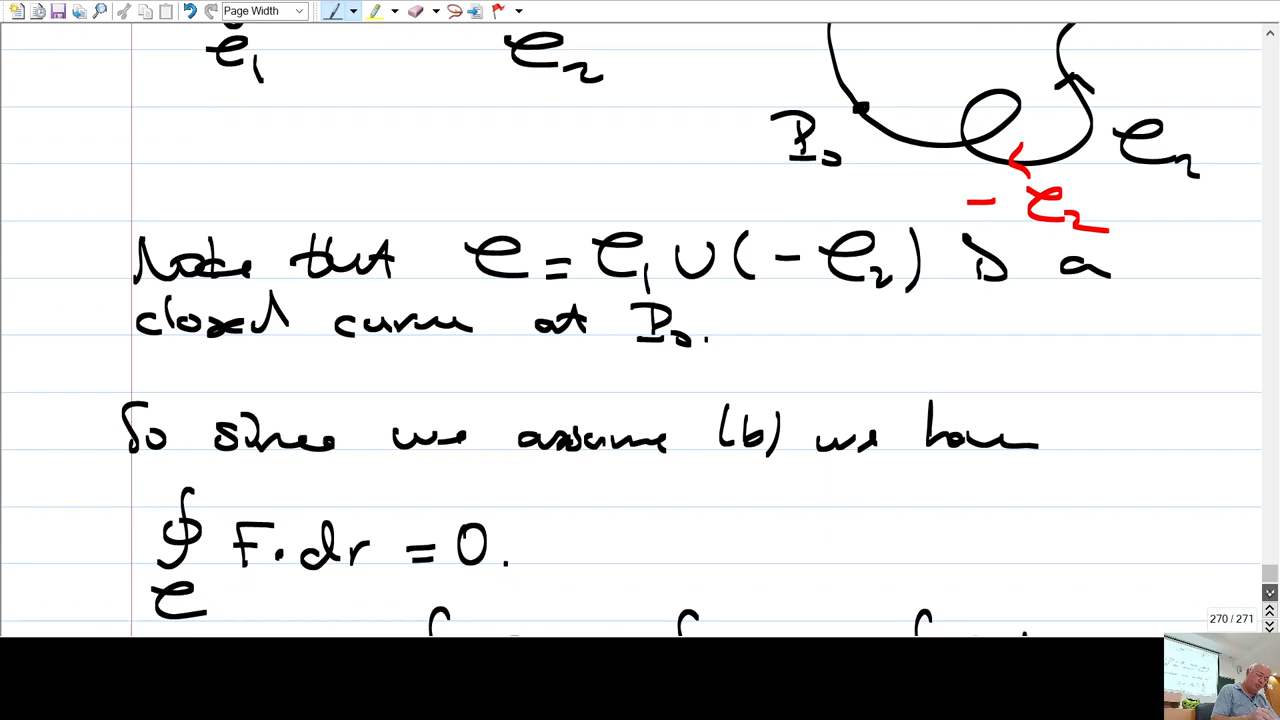 Page Width
C1 C2
P0 C2
- C2
Note that C = C1 ∪ (- C2) is a
closed curve at P0.
So since we assume (b) we have
∮ F·dr = 0.
C
270 / 271